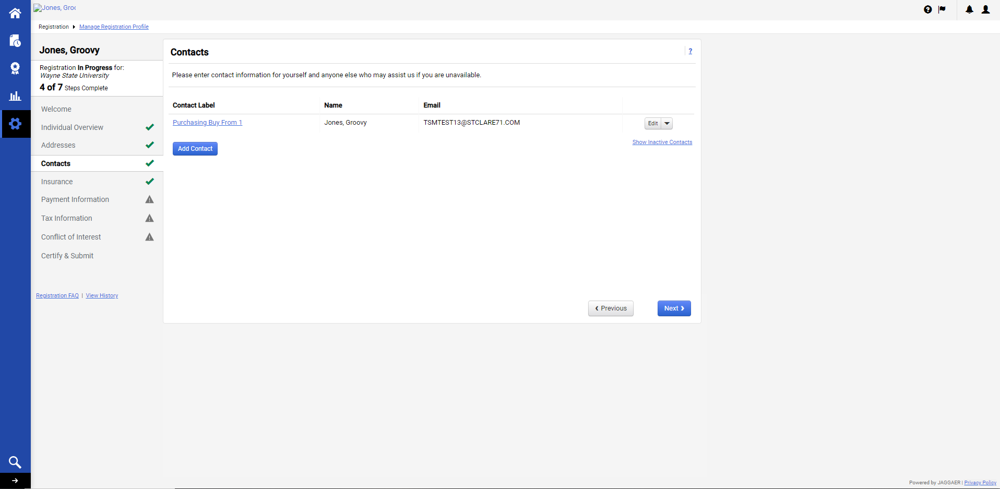 Jones, Groo
Registration Manage Registration Profile
Jones, Groovy
Registration In Progress for:
Wayne State University
4 of 7 Steps Complete
Welcome
Individual Overview
Addresses
Contacts
Insurance
Payment Information
Tax Information
Conflict of Interest
Certify & Submit
Registration FAQ | View History
Contacts
?
Please enter contact information for yourself and anyone else who may assist us if you are unavailable.
Contact Label Name Email
Purchasing Buy From 1 Jones, Groovy TSMTEST13@STCLARE71.COM Edit
Show Inactive Contacts
Add Contact
‹ Previous Next ›
Powered by JAGGAER | Privacy Policy